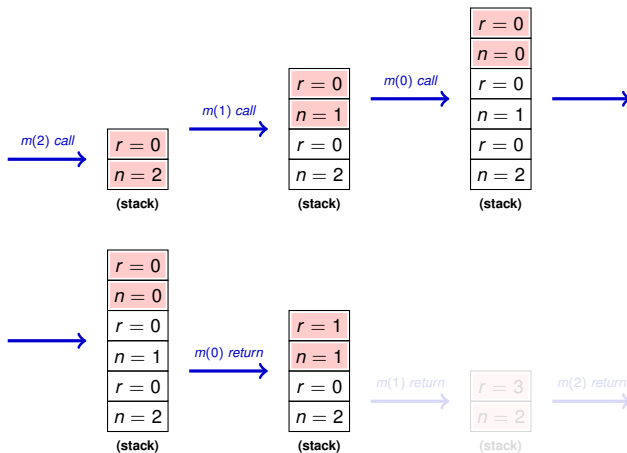 m(2) call
r = 0
n = 2
(stack)
m(1) call
r = 0
n = 1
r = 0
n = 2
(stack)
m(0) call
r = 0
n = 0
r = 0
n = 1
r = 0
n = 2
(stack)
r = 0
n = 0
r = 0
n = 1
r = 0
n = 2
(stack)
m(0) return
r = 1
n = 1
r = 0
n = 2
(stack)
m(1) return
r = 3
n = 2
(stack)
m(2) return